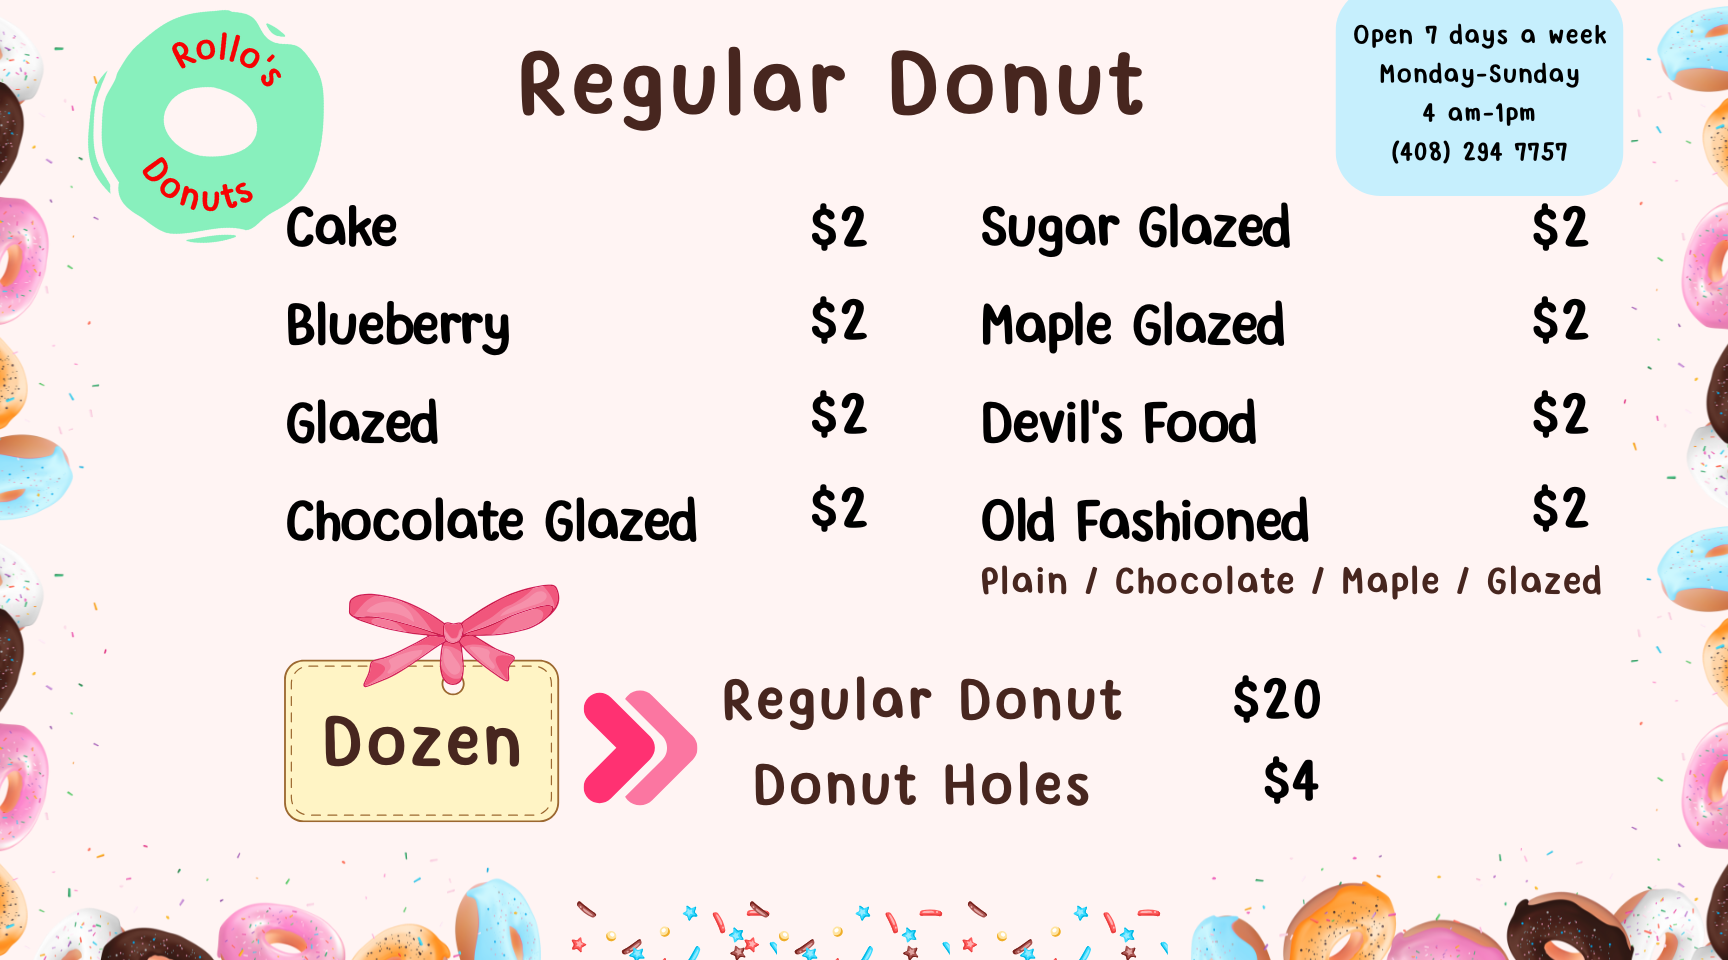 Rollo's
Donuts
Regular Donut
Open 7 days a week
Monday-Sunday
4 am-1pm
(408) 294 7757
Cake $2
Blueberry $2
Glazed $2
Chocolate Glazed $2
Sugar Glazed $2
Maple Glazed $2
Devil's Food $2
Old Fashioned $2
Plain / Chocolate / Maple / Glazed
Dozen
Regular Donut $20
Donut Holes $4